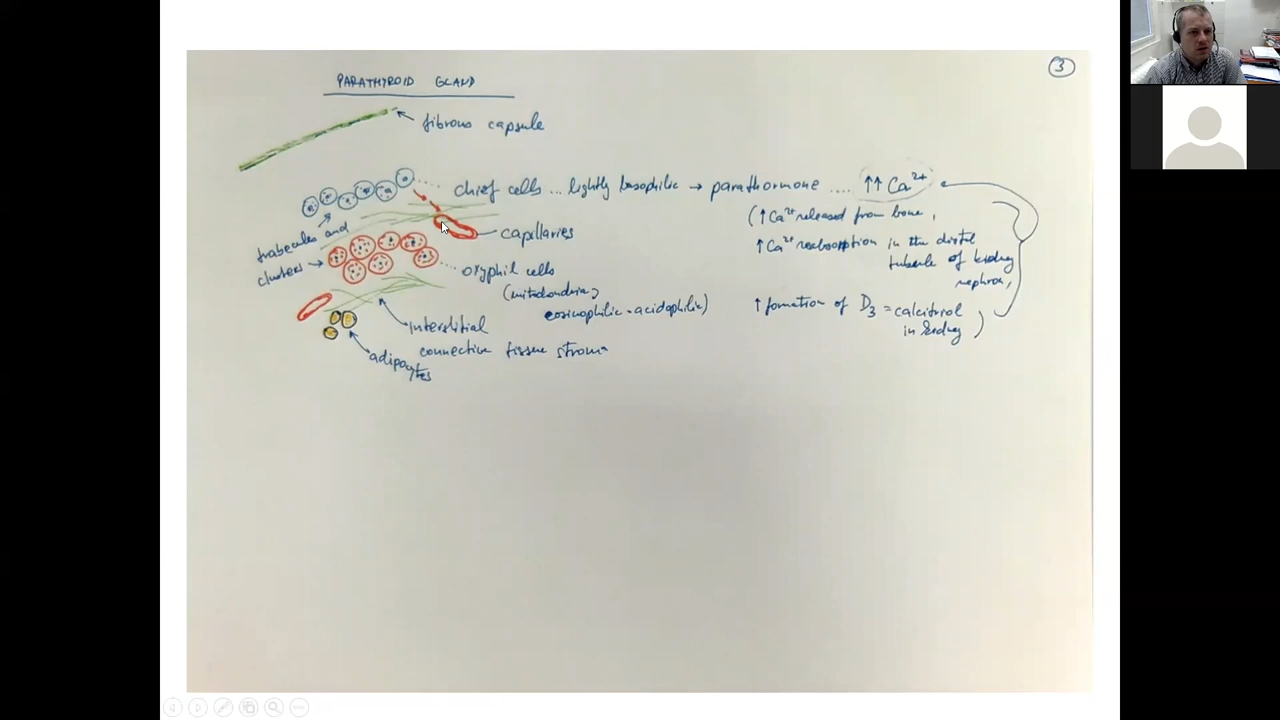 3
PARATHYROID GLAND
fibrous capsule
chief cells ... lightly basophilic → parathormone .... ↑↑ Ca²⁺
(↑Ca²⁺ released from bone,
↑Ca²⁺ reabsorption in the distal
tubule of kidney
nephron,
↑ formation of D₃ = calcitriol
in kidney)
trabecules and
clusters →
capillaries
oxyphil cells
(mitochondria,
eosinophilic = acidophilic)
Interstitial
connective tissue stroma
adipocytes